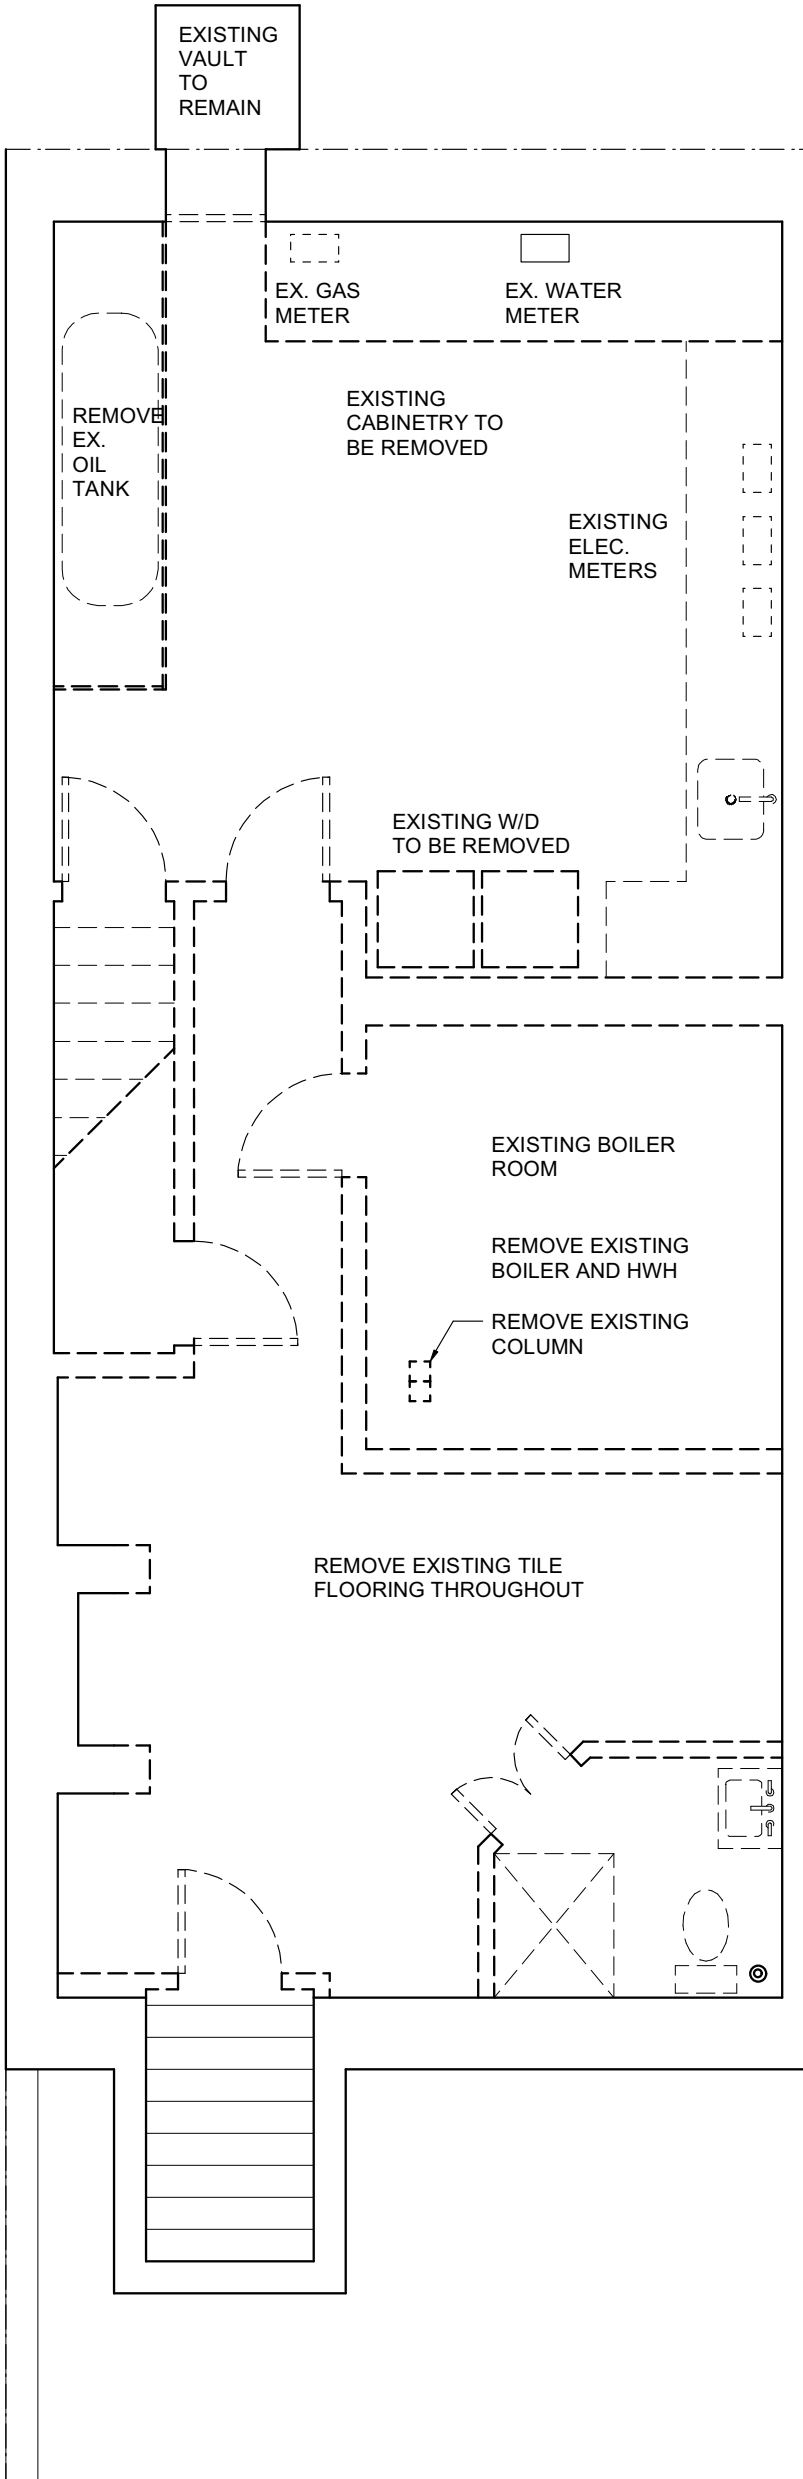 EXISTING
VAULT
TO
REMAIN
EX. GAS
METER
EX. WATER
METER
REMOVE
EX.
OIL
TANK
EXISTING
CABINETRY TO
BE REMOVED
EXISTING
ELEC.
METERS
EXISTING W/D
TO BE REMOVED
EXISTING BOILER
ROOM
REMOVE EXISTING
BOILER AND HWH
REMOVE EXISTING
COLUMN
REMOVE EXISTING TILE
FLOORING THROUGHOUT